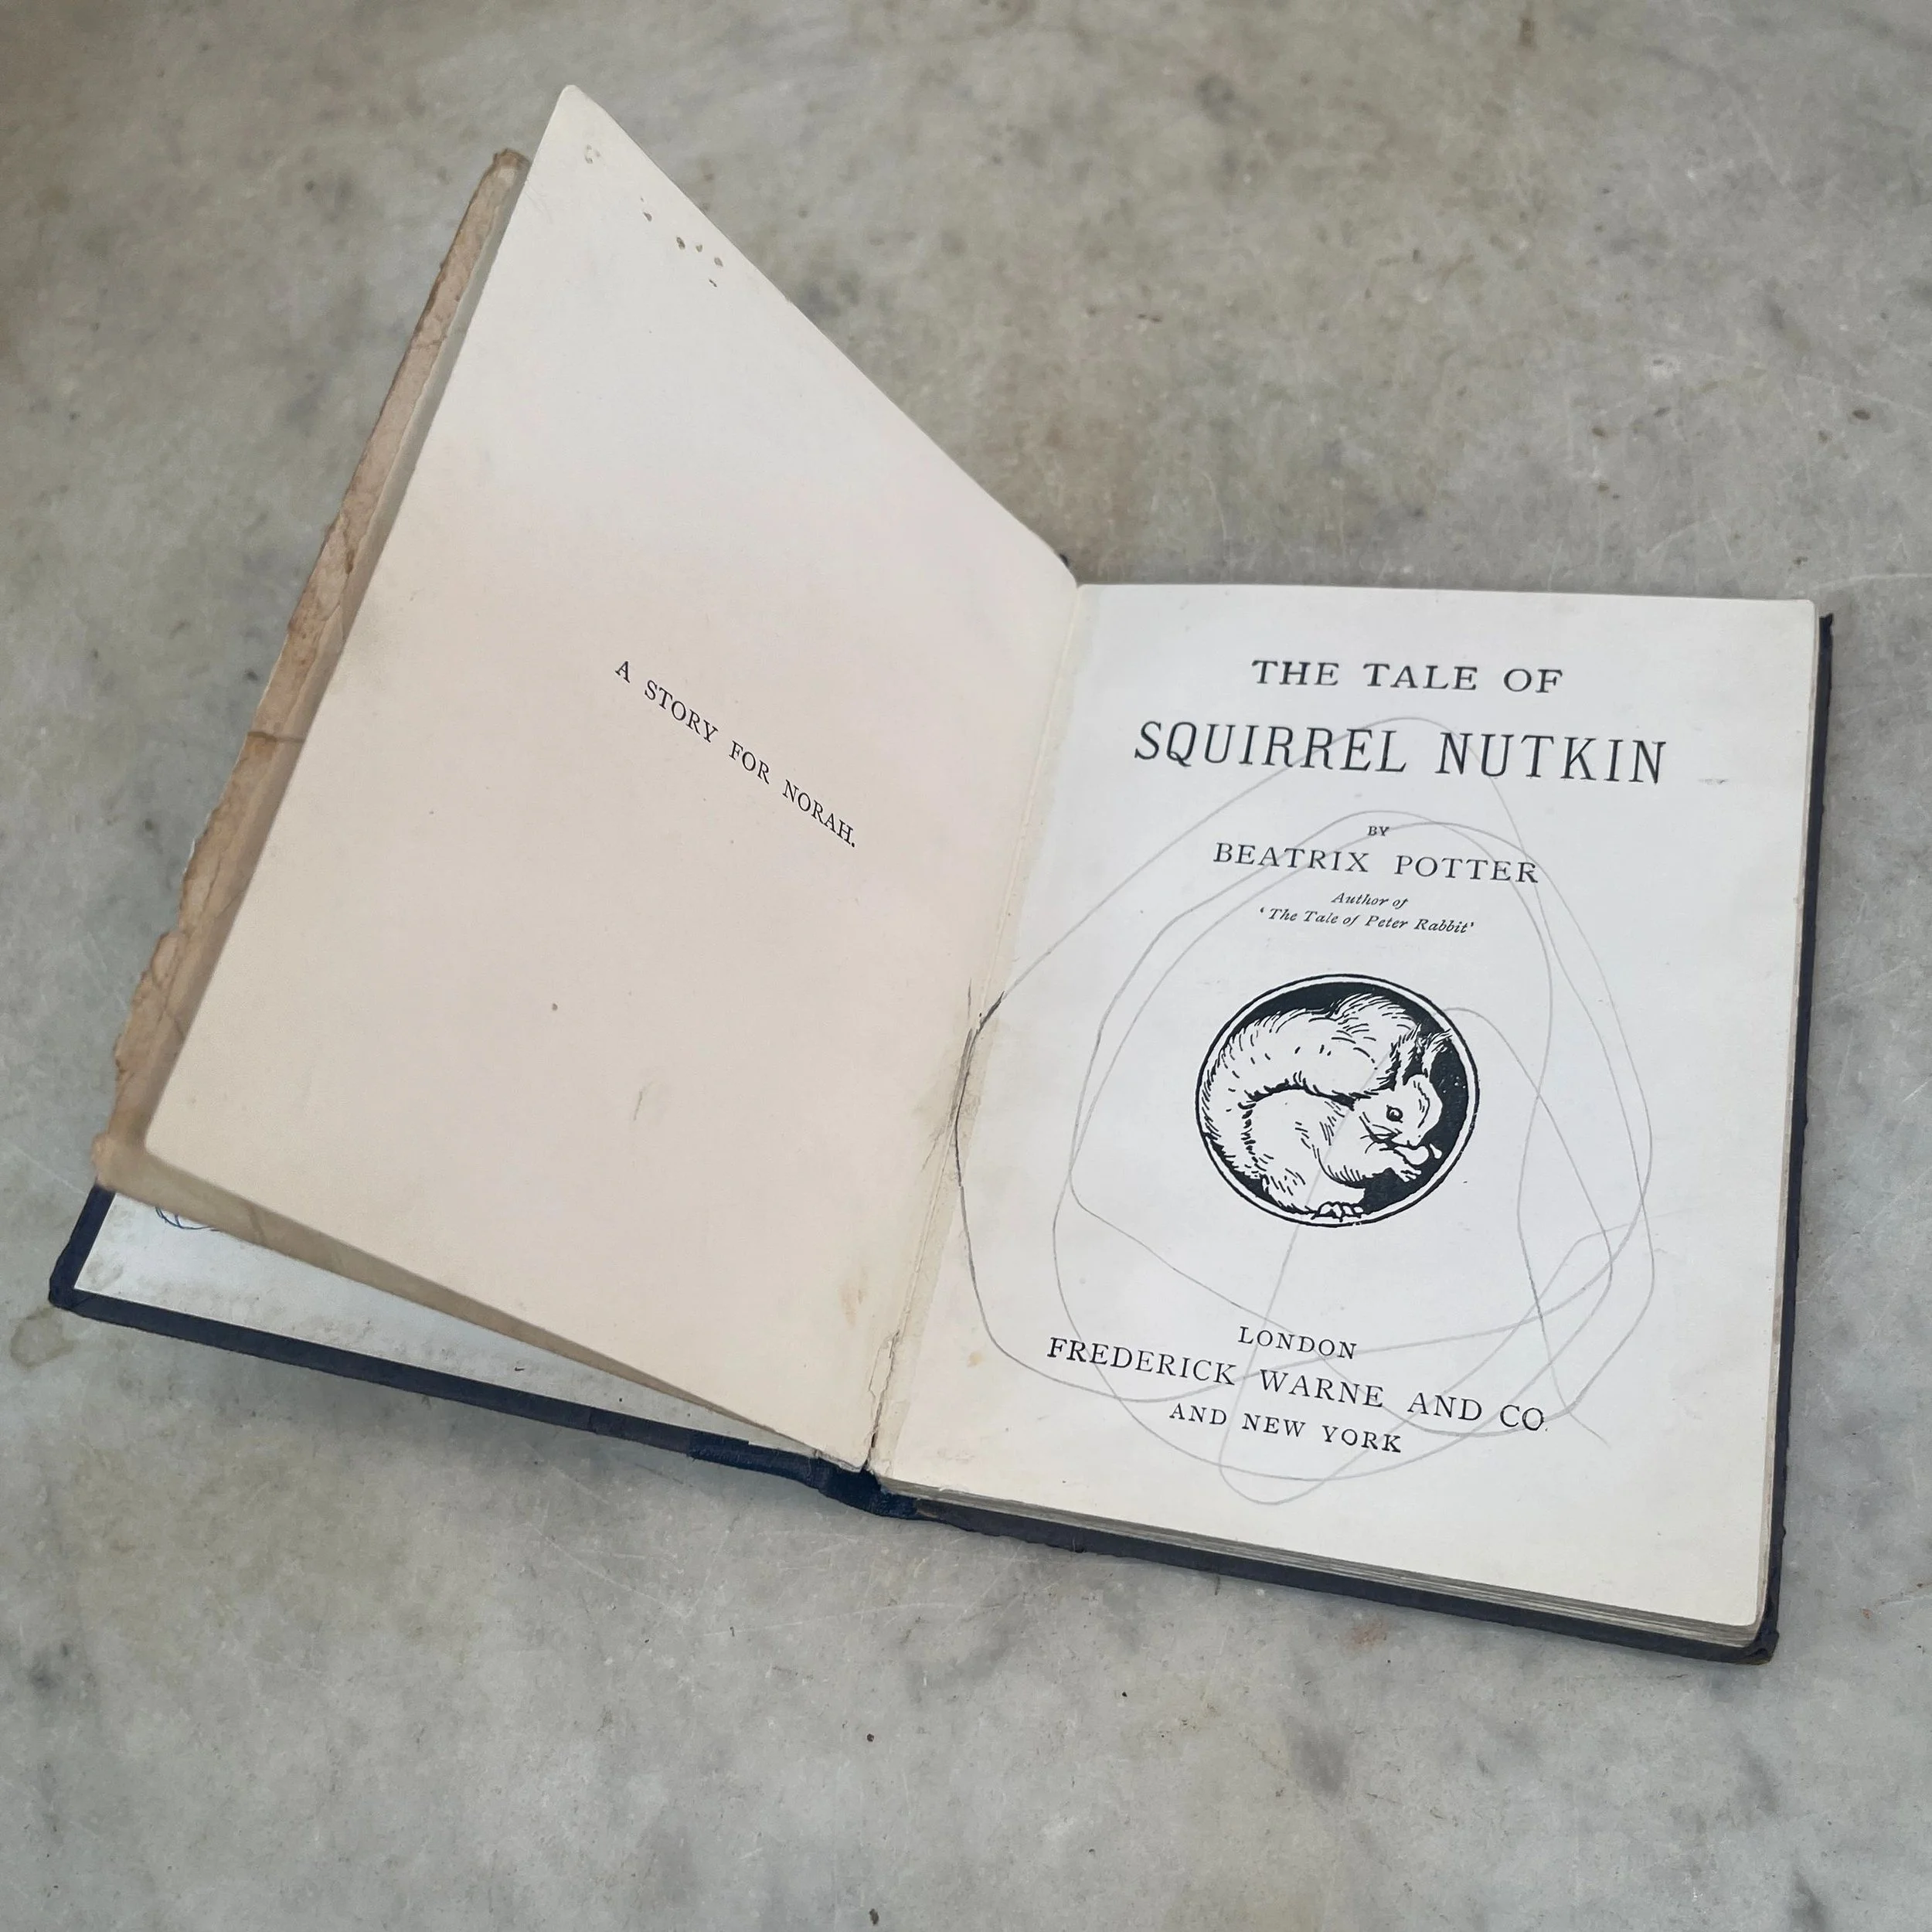 A STORY FOR NORAH.
THE TALE OF
SQUIRREL NUTKIN
BY
BEATRIX POTTER
Author of
‘The Tale of Peter Rabbit’
LONDON
FREDERICK WARNE AND CO.
AND NEW YORK